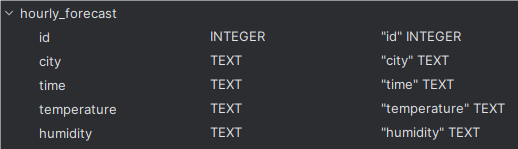 hourly_forecast
id INTEGER "id" INTEGER
city TEXT "city" TEXT
time TEXT "time" TEXT
temperature TEXT "temperature" TEXT
humidity TEXT "humidity" TEXT